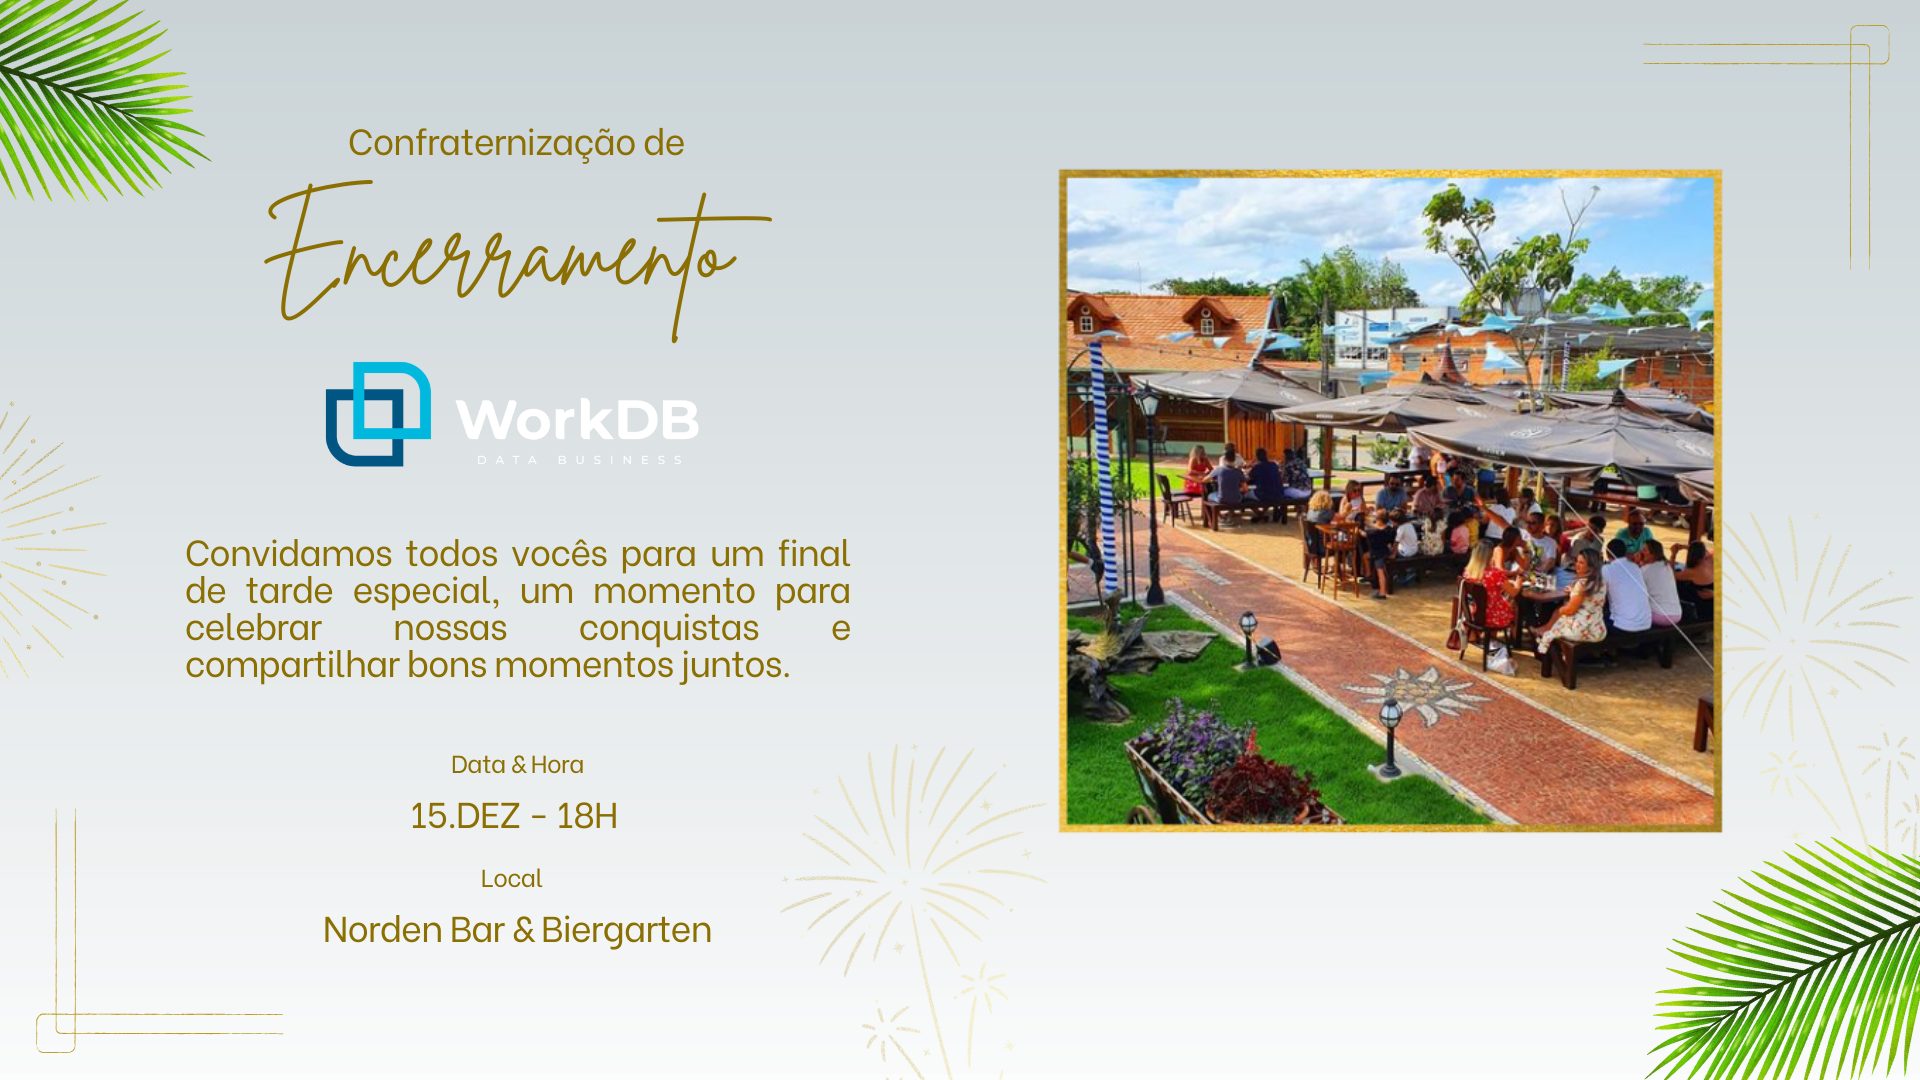 Confraternização de
Encerramento
WorkDB
DATA BUSINESS
Convidamos todos vocês para um final
de tarde especial, um momento para
celebrar nossas conquistas e
compartilhar bons momentos juntos.
Data & Hora
15.DEZ - 18H
Local
Norden Bar & Biergarten